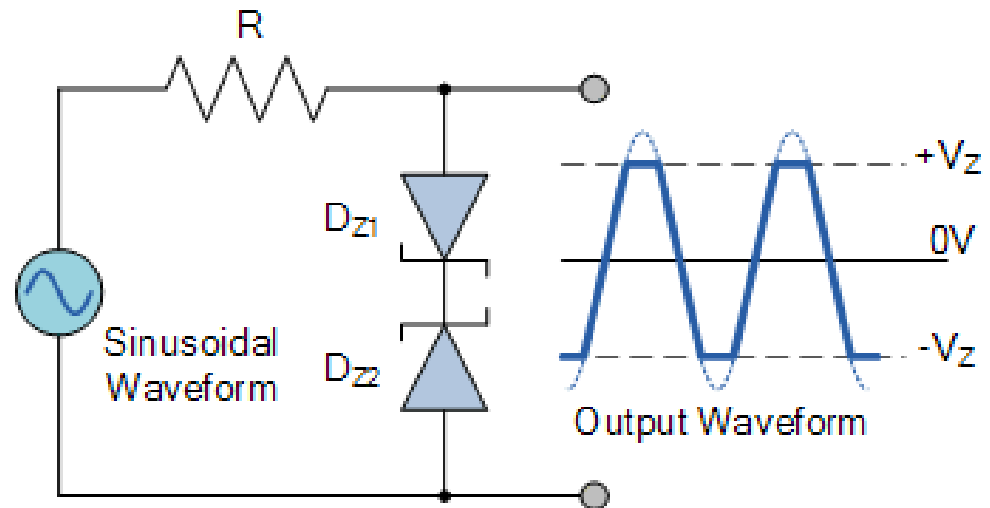 R
DZ1
DZ2
Sinusoidal
Waveform
+VZ
0V
-VZ
Output Waveform